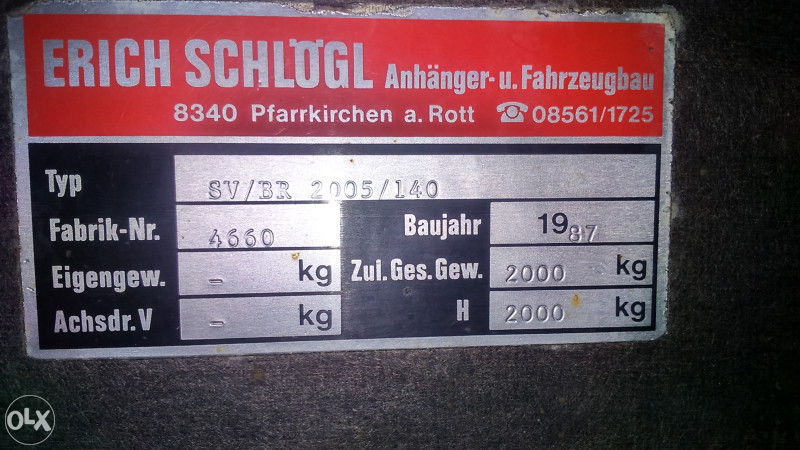 ERICH SCHLÖGL Anhänger- u. Fahrzeugbau
8340 Pfarrkirchen a. Rott ☎ 08561/1725
Typ SV/BR 2005/140
Fabrik-Nr. 4660 Baujahr 1987
Eigengew. - kg Zul. Ges. Gew. 2000 kg
Achsdr. V - kg H 2000 kg
OLX